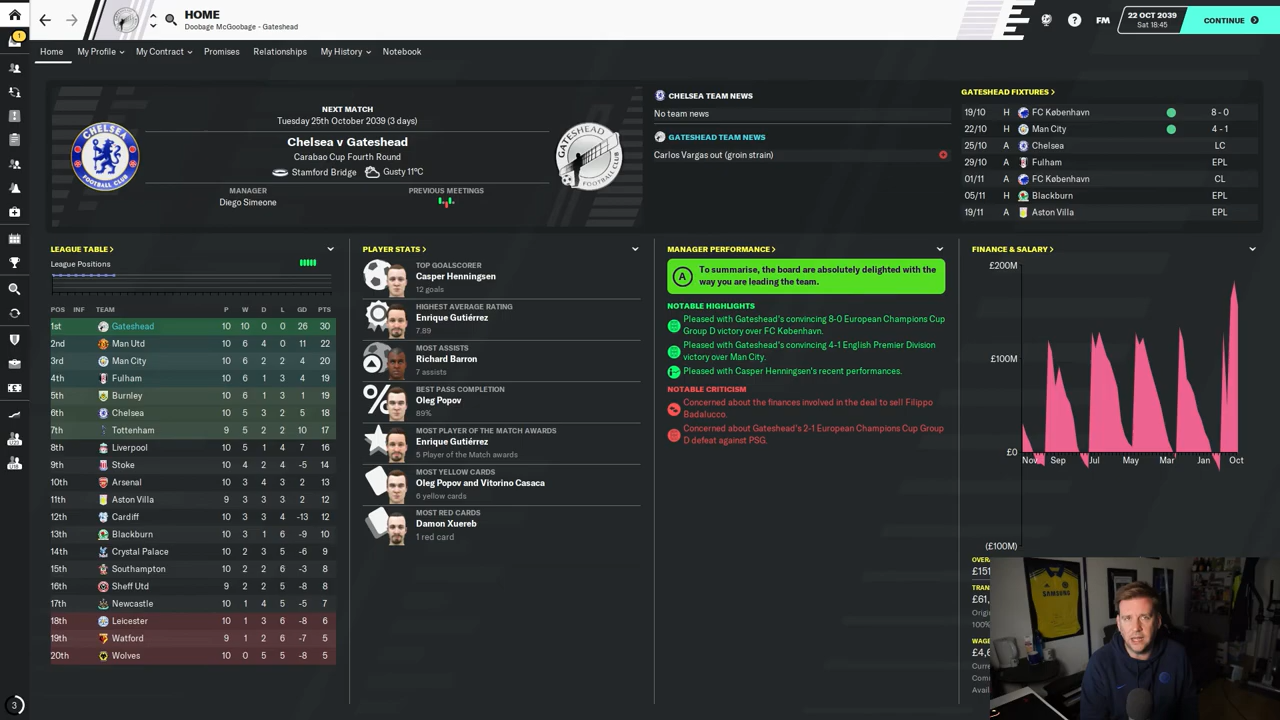 HOME
Doobage McGoobage - Gateshead
FM
22 OCT 2039
Sat 18:45
CONTINUE
1
Home
My Profile
My Contract
Promises
Relationships
My History
Notebook
NEXT MATCH
Tuesday 25th October 2039 (3 days)
Chelsea v Gateshead
Carabao Cup Fourth Round
Stamford Bridge
Gusty 11°C
MANAGER
PREVIOUS MEETINGS
Diego Simeone
CHELSEA
FOOTBALL CLUB
GATESHEAD
FOOTBALL CLUB
CHELSEA TEAM NEWS
No team news
GATESHEAD TEAM NEWS
Carlos Vargas out (groin strain)
GATESHEAD FIXTURES
19/10 H FC København 8 - 0
22/10 H Man City 4 - 1
25/10 A Chelsea LC
29/10 A Fulham EPL
01/11 A FC København CL
05/11 H Blackburn EPL
19/11 A Aston Villa EPL
LEAGUE TABLE
League Positions
POS INF TEAM P W D L GD PTS
1st Gateshead 10 10 0 0 26 30
2nd Man Utd 10 6 4 0 11 22
3rd Man City 10 6 2 2 4 20
4th Fulham 10 6 1 3 4 19
5th Burnley 10 6 1 3 1 19
6th Chelsea 10 5 3 2 5 18
7th Tottenham 9 5 2 2 10 17
8th Liverpool 10 5 1 4 7 16
9th Stoke 10 4 2 4 -5 14
10th Arsenal 10 3 4 3 2 13
11th Aston Villa 9 3 3 3 2 12
12th Cardiff 10 3 3 4 -13 12
13th Blackburn 10 3 1 6 -9 10
14th Crystal Palace 10 2 3 5 -6 9
15th Southampton 10 2 2 6 -3 8
16th Sheff Utd 9 2 2 5 -8 8
17th Newcastle 10 1 4 5 -5 7
18th Leicester 10 1 3 6 -8 6
19th Watford 9 1 2 6 -7 5
20th Wolves 10 0 5 5 -8 5
PLAYER STATS
TOP GOALSCORER
Casper Henningsen
12 goals
HIGHEST AVERAGE RATING
Enrique Gutiérrez
7.89
MOST ASSISTS
Richard Barron
7 assists
BEST PASS COMPLETION
Oleg Popov
89%
MOST PLAYER OF THE MATCH AWARDS
Enrique Gutiérrez
5 Player of the Match awards
MOST YELLOW CARDS
Oleg Popov and Vitorino Casaca
6 yellow cards
MOST RED CARDS
Damon Xuereb
1 red card
MANAGER PERFORMANCE
A
To summarise, the board are absolutely delighted with the
way you are leading the team.
NOTABLE HIGHLIGHTS
Pleased with Gateshead's convincing 8-0 European Champions Cup
Group D victory over FC København.
Pleased with Gateshead's convincing 4-1 English Premier Division
victory over Man City.
Pleased with Casper Henningsen's recent performances.
NOTABLE CRITICISM
Concerned about the finances involved in the deal to sell Filippo
Badalucco.
Concerned about Gateshead's 2-1 European Champions Cup Group
D defeat against PSG.
FINANCE & SALARY
£200M
£100M
£0
Nov Sep Jul May Mar Jan Oct
(£100M)
SAMSUNG
3